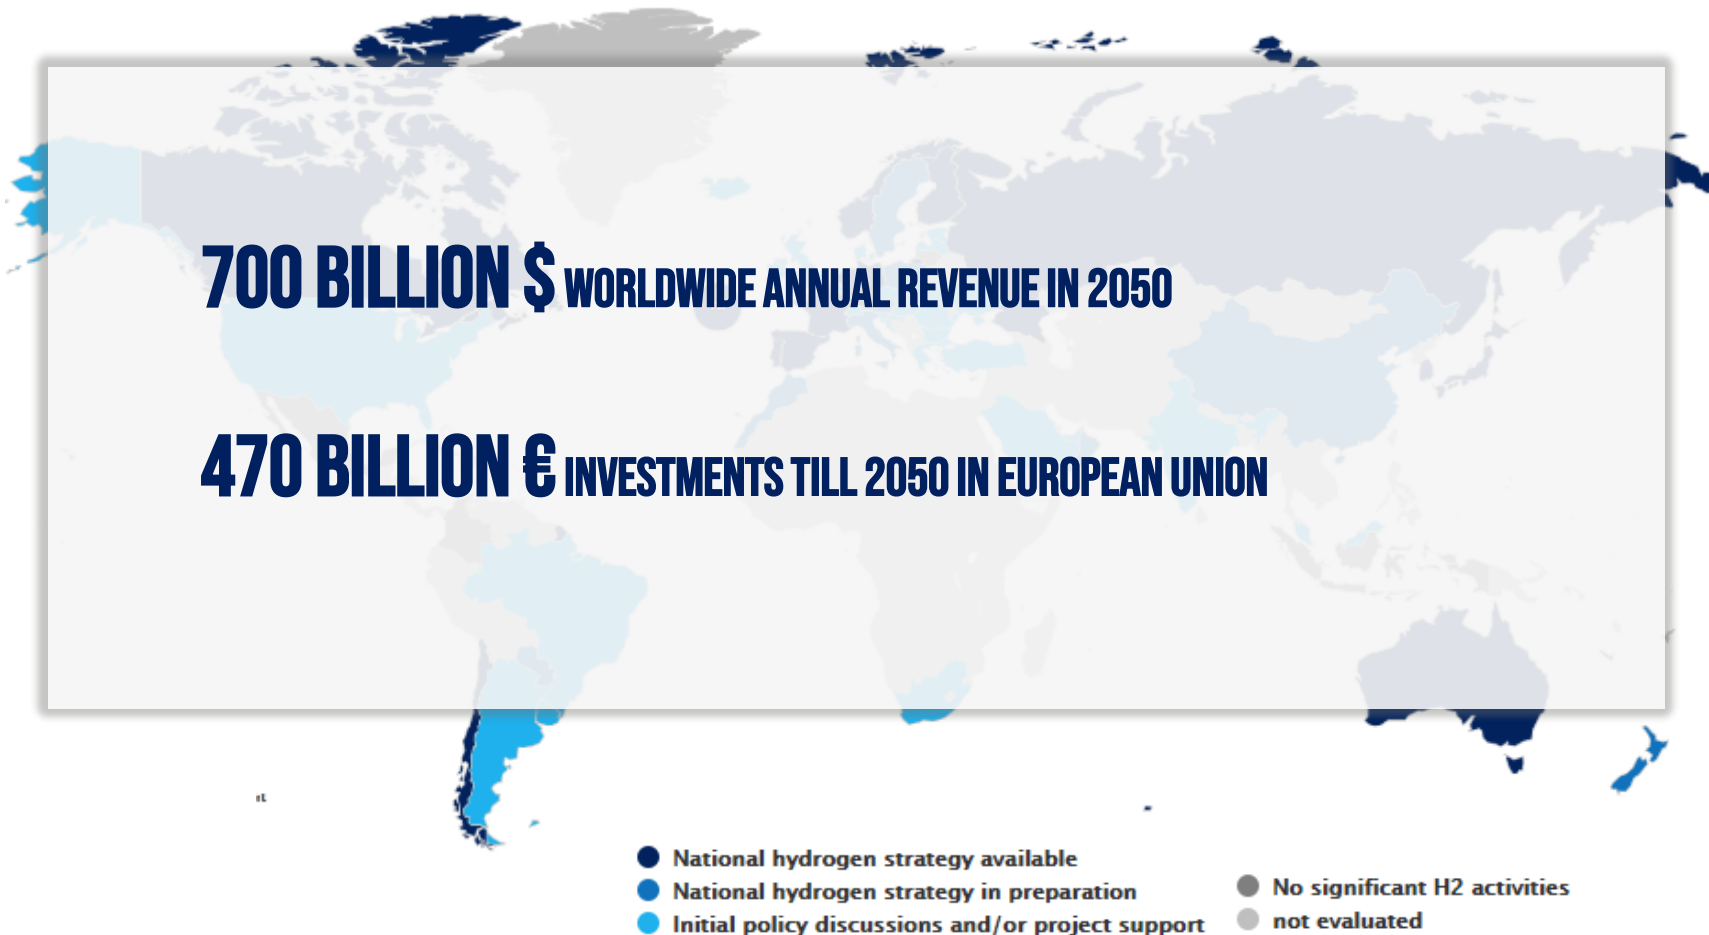 700 BILLION $ WORLDWIDE ANNUAL REVENUE IN 2050
470 BILLION € INVESTMENTS TILL 2050 IN EUROPEAN UNION
National hydrogen strategy available
National hydrogen strategy in preparation
Initial policy discussions and/or project support
No significant H2 activities
not evaluated